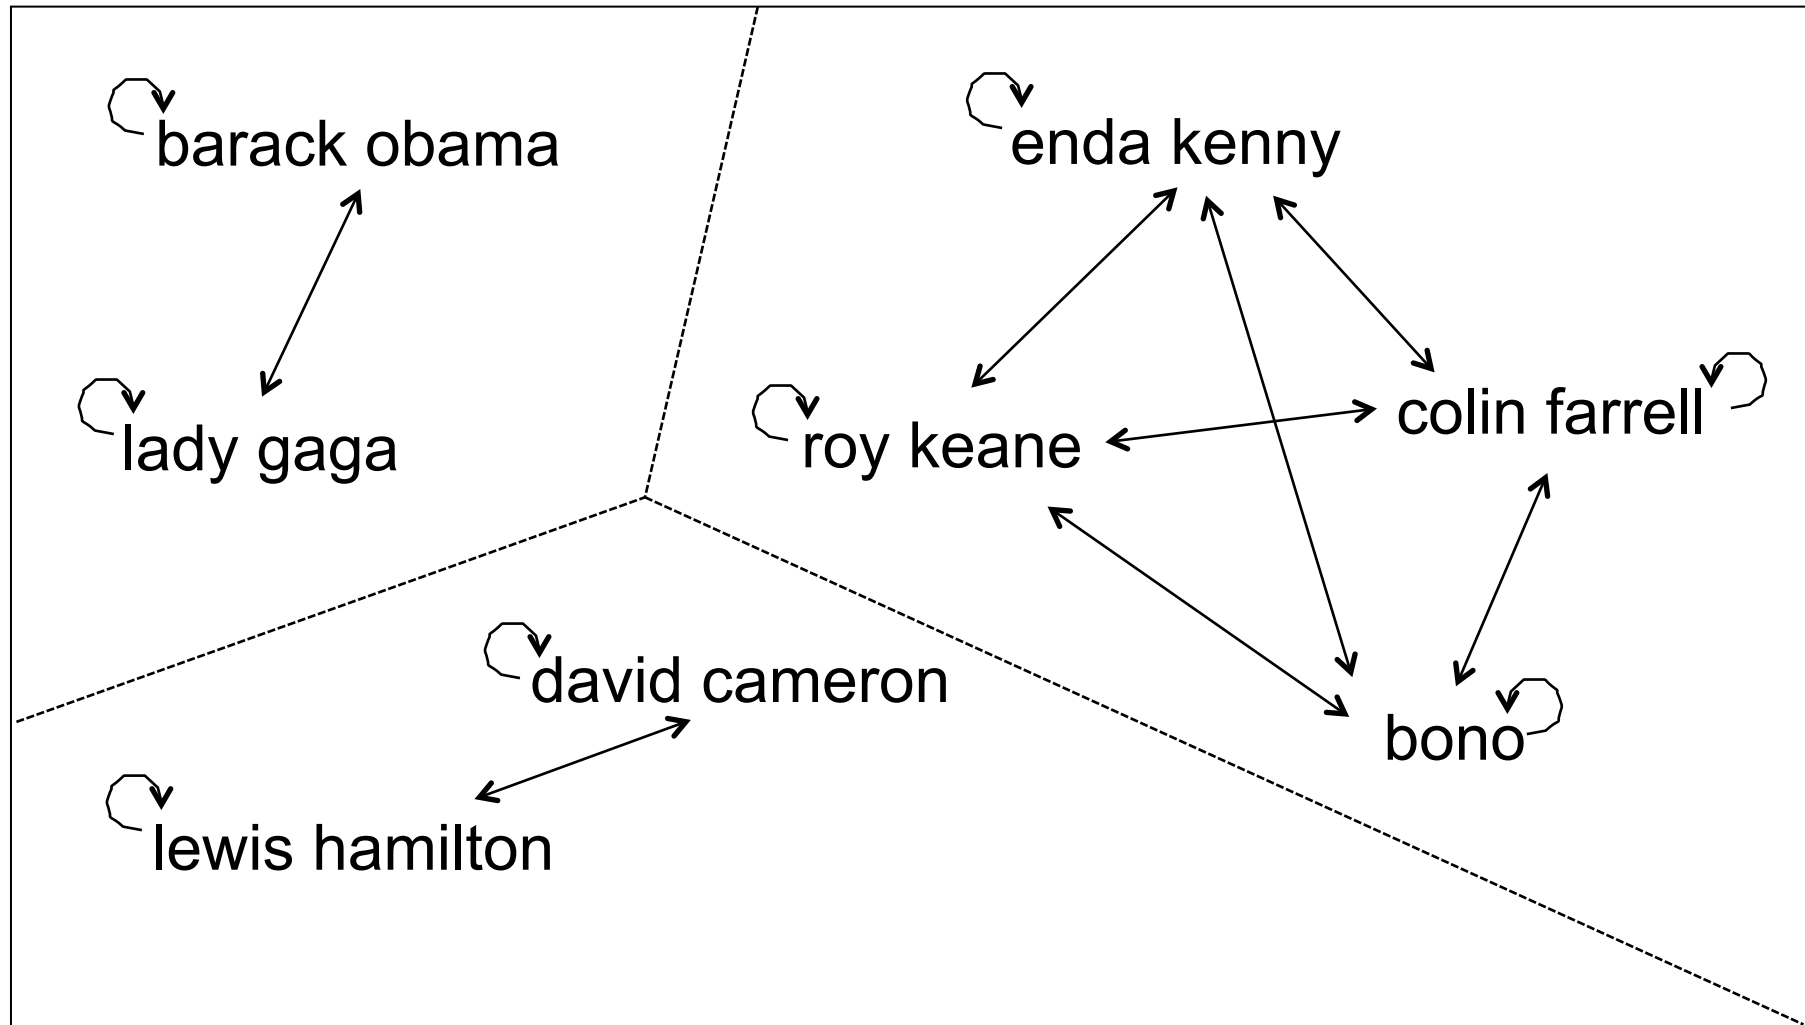 barack obama
enda kenny
lady gaga
roy keane
colin farrell
david cameron
bono
lewis hamilton